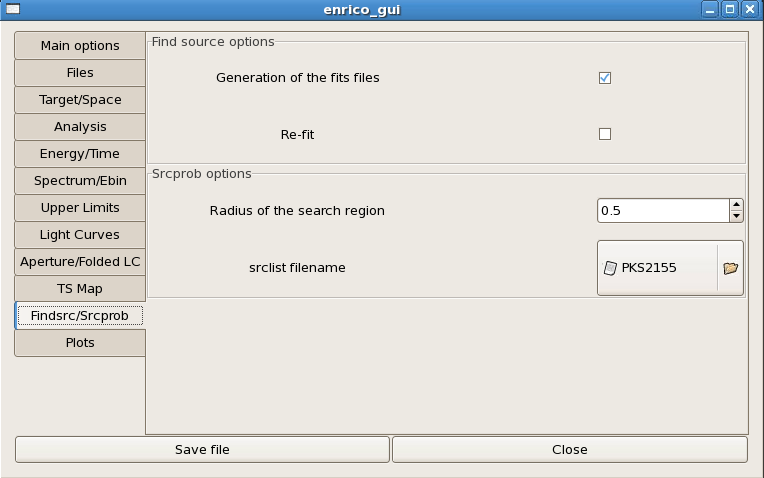 enrico_gui
Main options
Files
Target/Space
Analysis
Energy/Time
Spectrum/Ebin
Upper Limits
Light Curves
Aperture/Folded LC
TS Map
Findsrc/Srcprob
Plots
Find source options
Generation of the fits files
Re-fit
Srcprob options
Radius of the search region 0.5
srclist filename PKS2155
Save file Close